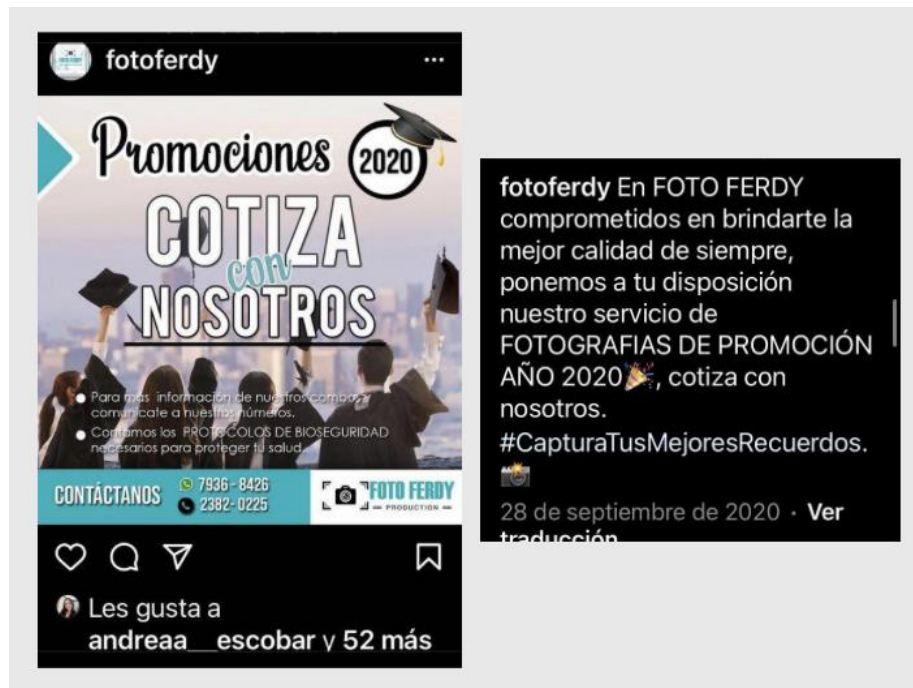 fotoferdy
Promociones
2020
COTIZA
con
NOSOTROS
Para mas información de nuestros combos
comunicate a nuestros números.
Contamos los PROTOCOLOS DE BIOSEGURIDAD
necesarios para proteger tu salud.
CONTÁCTANOS
7936 - 8426
2382- 0225
FOTO FERDY
PRODUCTION
Les gusta a
andreaa__escobar y 52 más
fotoferdy En FOTO FERDY
comprometidos en brindarte la
mejor calidad de siempre,
ponemos a tu disposición
nuestro servicio de
FOTOGRAFIAS DE PROMOCIÓN
AÑO 2020🎉, cotiza con
nosotros.
#CapturaTusMejoresRecuerdos.
📸
28 de septiembre de 2020 · Ver
traducción